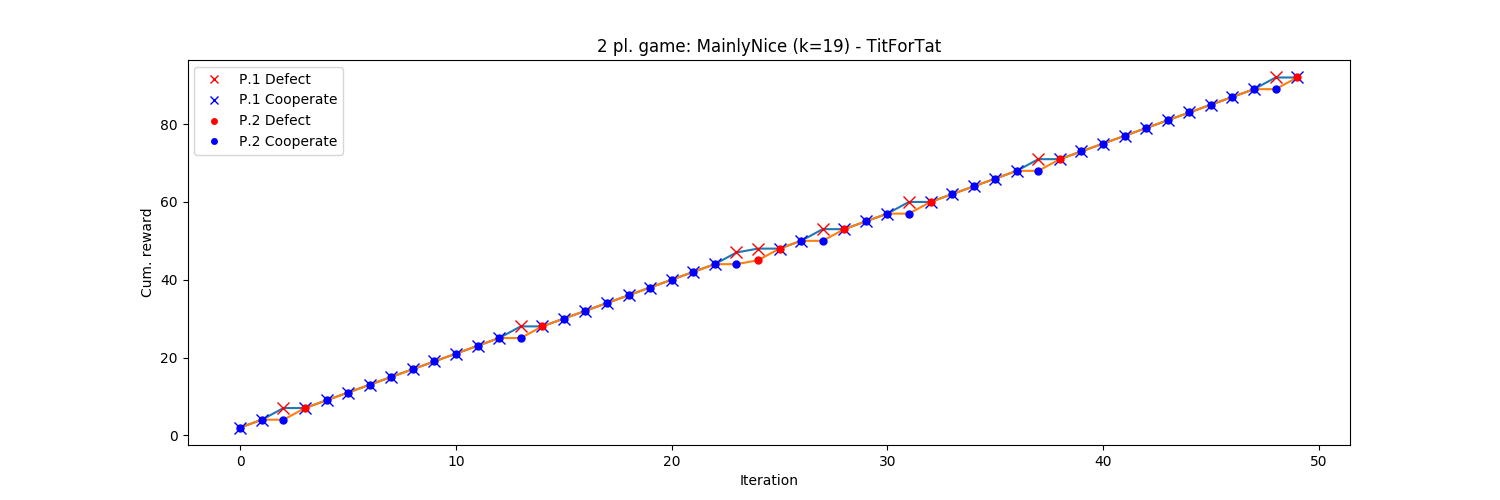 2 pl. game: MainlyNice (k=19) - TitForTat
P.1 Defect
P.1 Cooperate
P.2 Defect
P.2 Cooperate
Cum. reward
80
60
40
20
0
0 10 20 30 40 50
Iteration